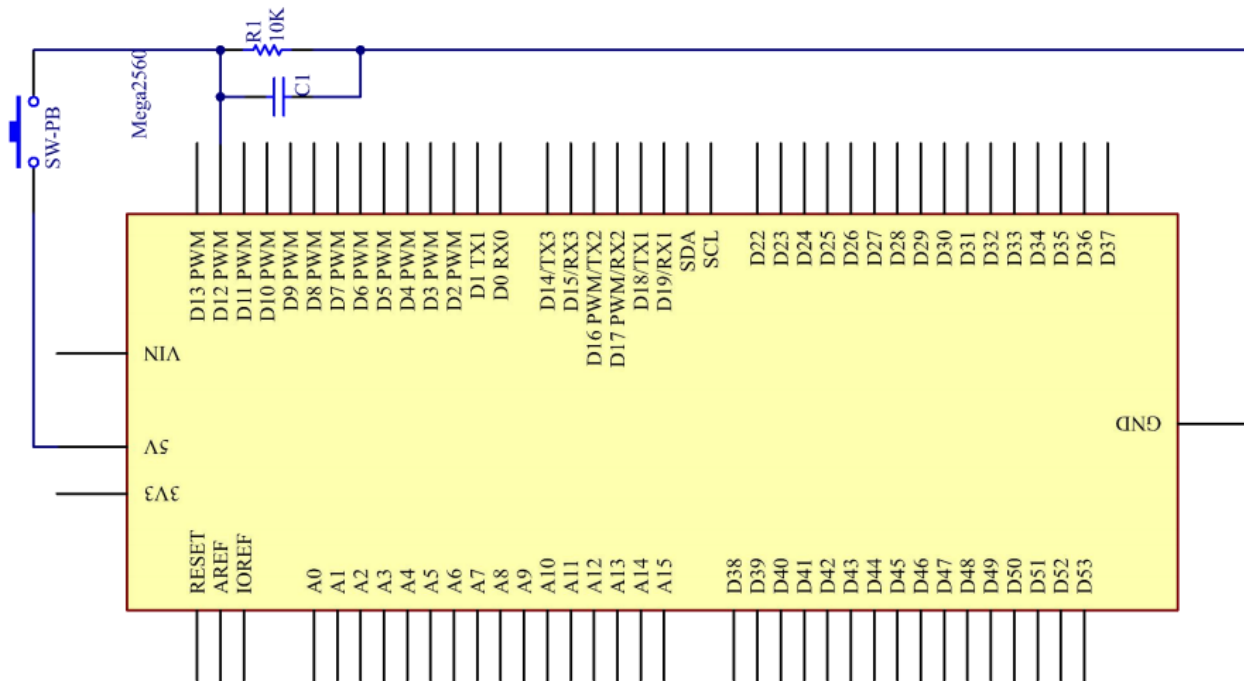 R1
10K
C1
Mega2560
SW-PB
D13 PWM
D12 PWM
D11 PWM
D10 PWM
D9 PWM
D8 PWM
D7 PWM
D6 PWM
D5 PWM
D4 PWM
D3 PWM
D2 PWM
D1 TX1
D0 RX0
D14/TX3
D15/RX3
D16 PWM/TX2
D17 PWM/RX2
D18/TX1
D19/RX1
SDA
SCL
D22
D23
D24
D25
D26
D27
D28
D29
D30
D31
D32
D33
D34
D35
D36
D37
VIN
5V
3V3
GND
RESET
AREF
IOREF
A0
A1
A2
A3
A4
A5
A6
A7
A8
A9
A10
A11
A12
A13
A14
A15
D38
D39
D40
D41
D42
D43
D44
D45
D46
D47
D48
D49
D50
D51
D52
D53